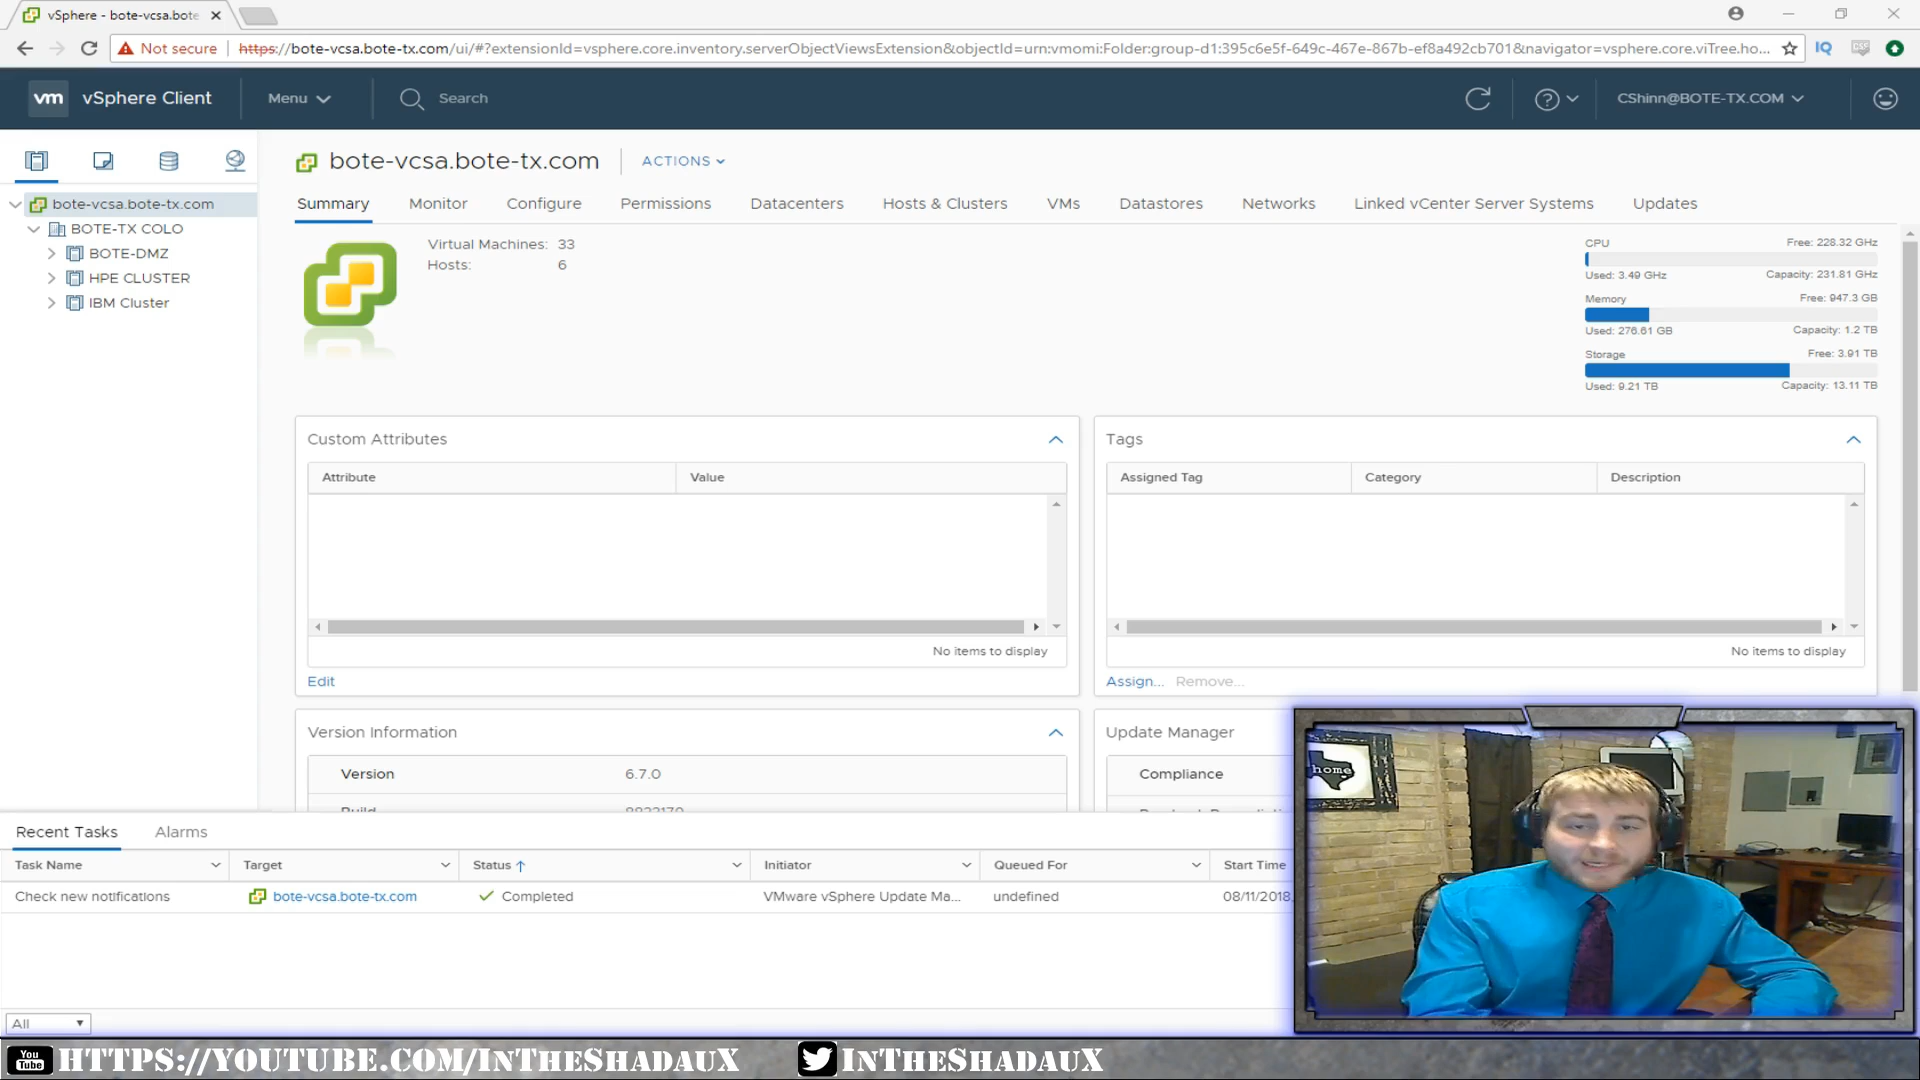 vSphere - bote-vcsa.bote
Not secure https://bote-vcsa.bote-tx.com/ui/#?extensionId=vsphere.core.inventory.serverObjectViewsExtension&objectId=urn:vmomi:Folder:group-d1:395c6e5f-649c-467e-867b-ef8a492cb701&navigator=vsphere.core.viTree.ho... IQ
vm vSphere Client Menu Search CShinn@BOTE-TX.COM
bote-vcsa.bote-tx.com ACTIONS
bote-vcsa.bote-tx.com
BOTE-TX COLO
BOTE-DMZ
HPE CLUSTER
IBM Cluster
Summary Monitor Configure Permissions Datacenters Hosts & Clusters VMs Datastores Networks Linked vCenter Server Systems Updates
Virtual Machines: 33
Hosts: 6
CPU Free: 228.32 GHz
Used: 3.49 GHz Capacity: 231.81 GHz
Memory Free: 947.3 GB
Used: 276.61 GB Capacity: 1.2 TB
Storage Free: 3.91 TB
Used: 9.21 TB Capacity: 13.11 TB
Custom Attributes
Attribute Value
No items to display
Edit
Tags
Assigned Tag Category Description
No items to display
Assign... Remove...
Version Information
Version 6.7.0
Build
Update Manager
Compliance
home
Recent Tasks Alarms
Task Name Target Status Initiator Queued For Start Time
Check new notifications bote-vcsa.bote-tx.com Completed VMware vSphere Update Ma... undefined 08/11/2018,
All
You Tube HTTPS://YOUTUBE.COM/INTHESHADAUX INTHESHADAUX